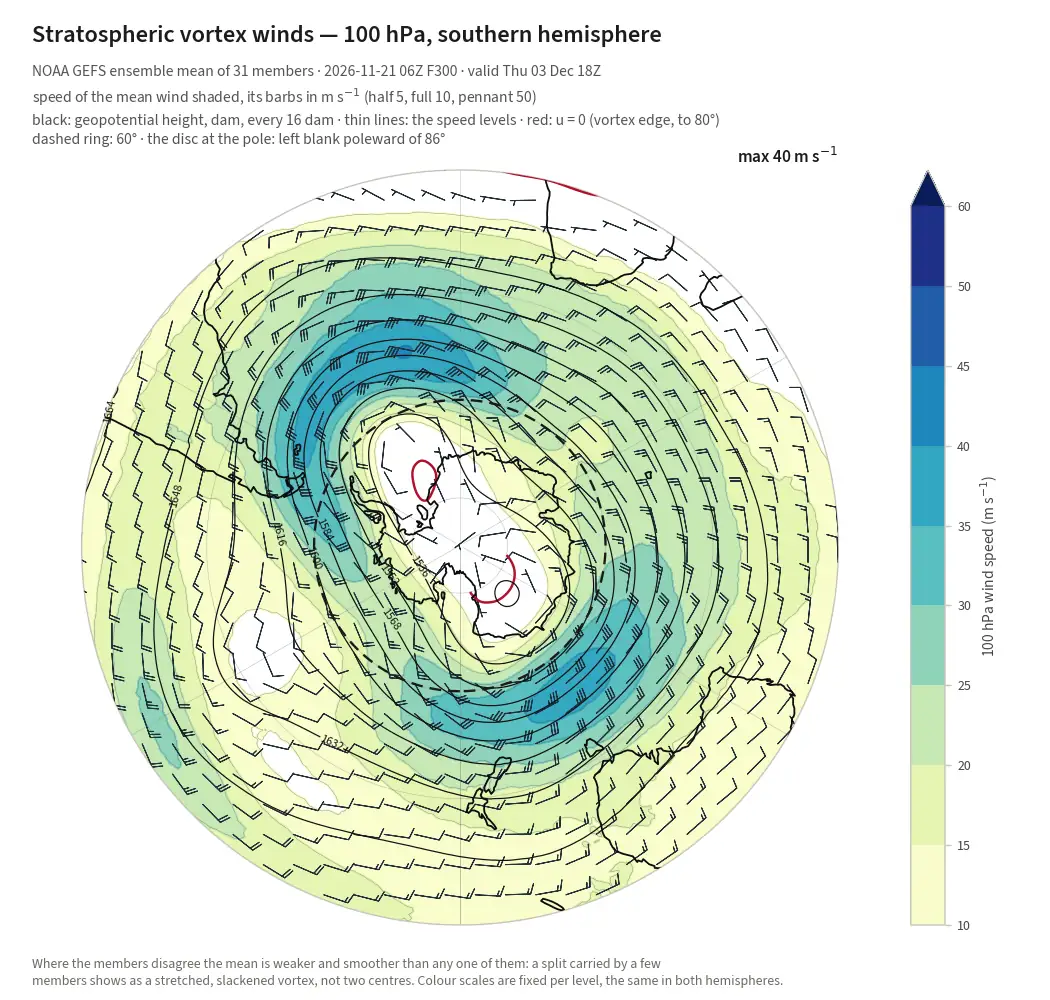 Stratospheric vortex winds — 100 hPa, southern hemisphere
NOAA GEFS ensemble mean of 31 members · 2026-11-21 06Z F300 · valid Thu 03 Dec 18Z
speed of the mean wind shaded, its barbs in m s⁻¹ (half 5, full 10, pennant 50)
black: geopotential height, dam, every 16 dam · thin lines: the speed levels · red: u = 0 (vortex edge, to 80°)
dashed ring: 60° · the disc at the pole: left blank poleward of 86°
max 40 m s⁻¹
60
50
45
40
35
30
25
20
15
10
100 hPa wind speed (m s⁻¹)
1664
1648
1616
1600
1584
1568
1536
1632
Where the members disagree the mean is weaker and smoother than any one of them: a split carried by a few
members shows as a stretched, slackened vortex, not two centres. Colour scales are fixed per level, the same in both hemispheres.